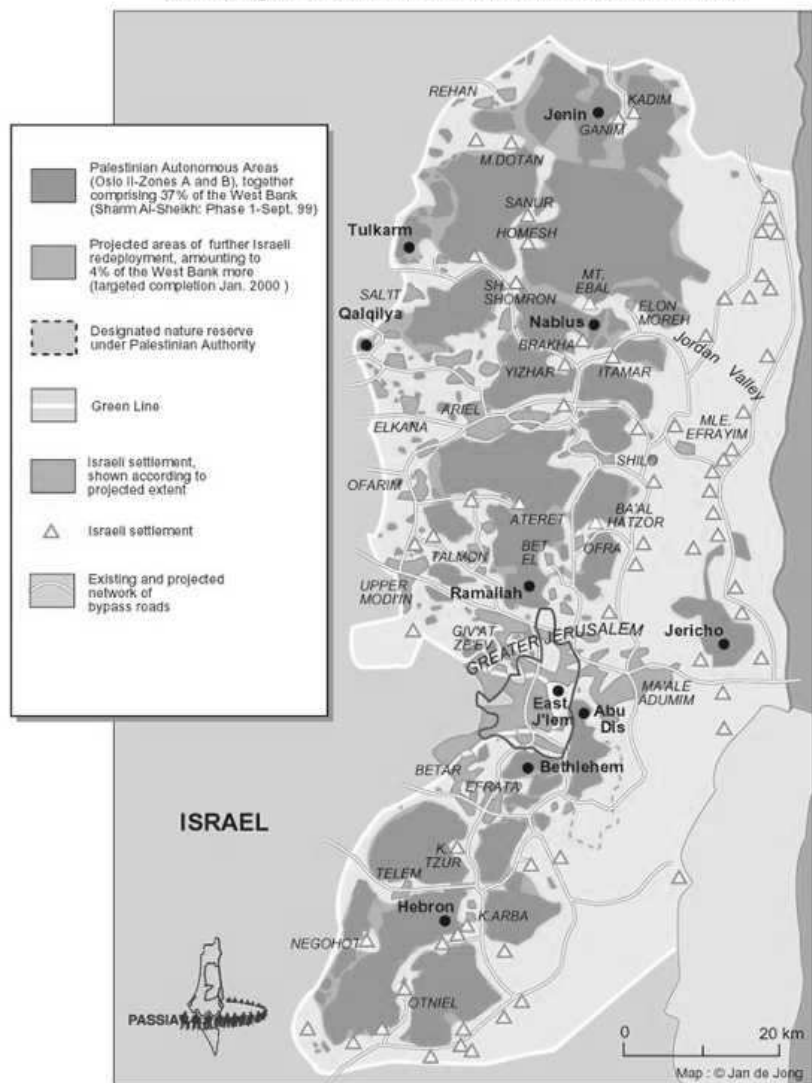 Palestinian Autonomous Areas
(Oslo II-Zones A and B), together
comprising 37% of the West Bank
(Sharm Al-Sheikh: Phase 1-Sept. 99)
Projected areas of further Israeli
redeployment, amounting to
4% of the West Bank more
(targeted completion Jan. 2000 )
Designated nature reserve
under Palestinian Authority
Green Line
Israeli settlement,
shown according to
projected extent
Israeli settlement
Existing and projected
network of
bypass roads
REHAN
KADIM
Jenin
GANIM
M.DOTAN
SANUR
Tulkarm
HOMESH
MT.
EBAL
SH.
SHOMRON
SAL'IT
ELON
MOREH
Qalqilya
Nablus
BRAKHA
Jordan Valley
YIZHAR
ITAMAR
ARIEL
ELKANA
MLE.
EFRAYIM
SHILO
OFARIM
ATERET
BA'AL
HATZOR
TALMON
BET
EL
OFRA
UPPER
MODI'IN
Ramallah
GIV'AT
ZE'EV
GREATER JERUSALEM
Jericho
MA'ALE
ADUMIM
East
J'lem
Abu
Dis
BETAR
Bethlehem
EFRATA
ISRAEL
K.
TZUR
TELEM
Hebron
K.ARBA
NEGOHOT
OTNIEL
PASSIA
0
20 km
Map : © Jan de Jong